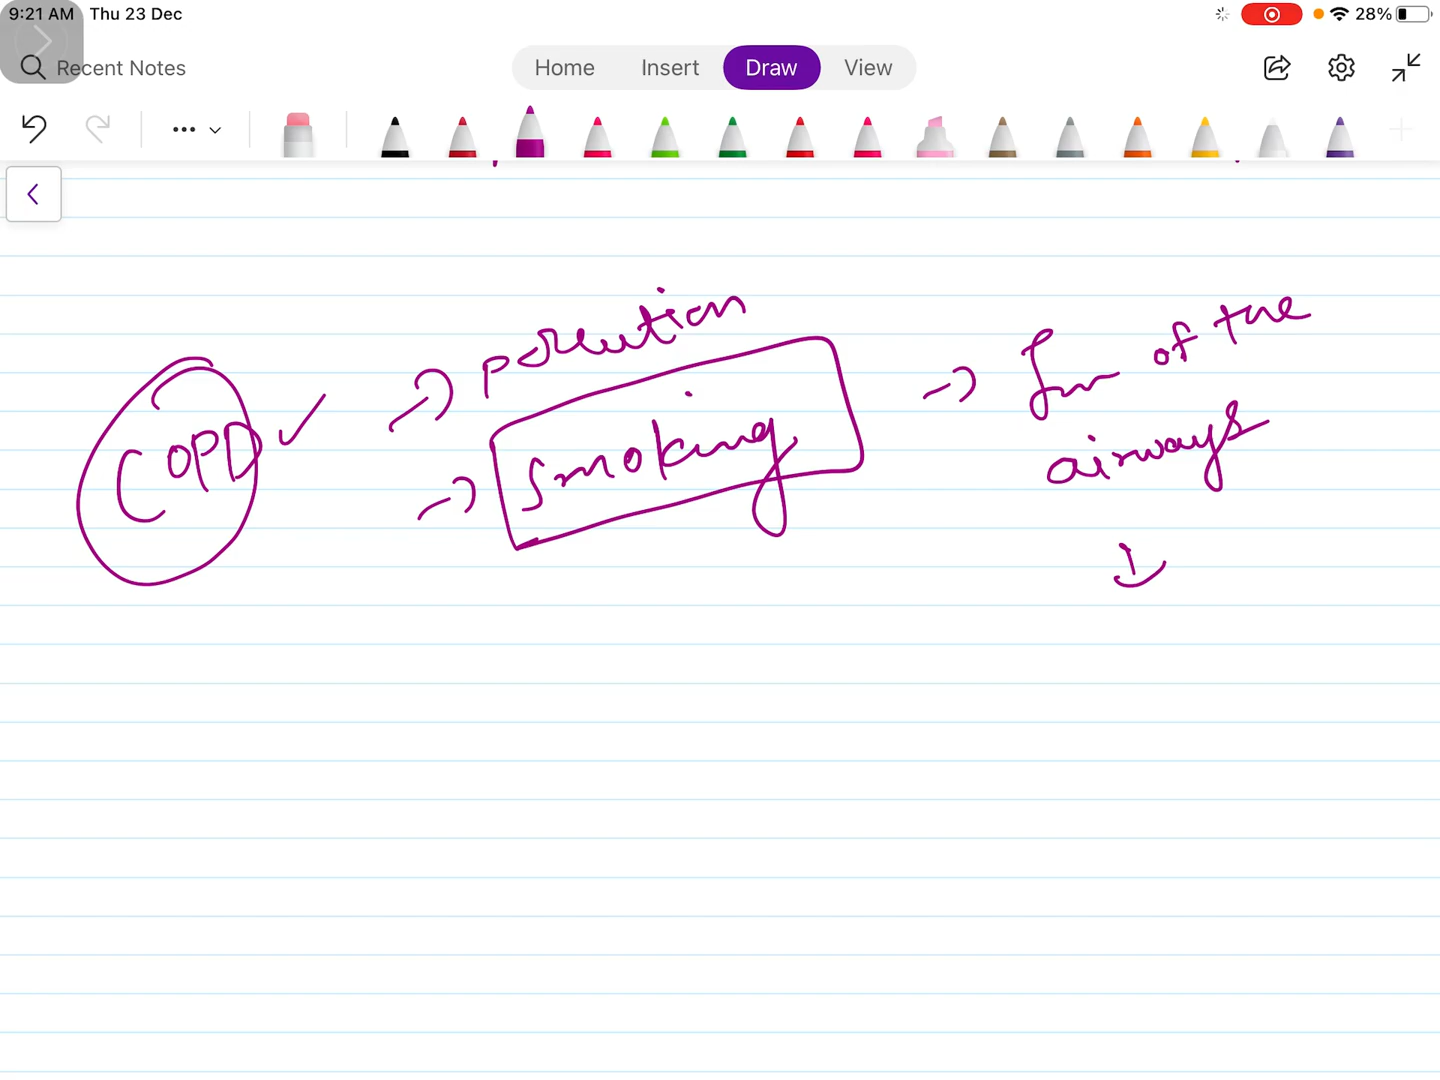 9:21 AM Thu 23 Dec
28%
Recent Notes
Home Insert Draw View
COPD
pollution
smoking
of the
airways